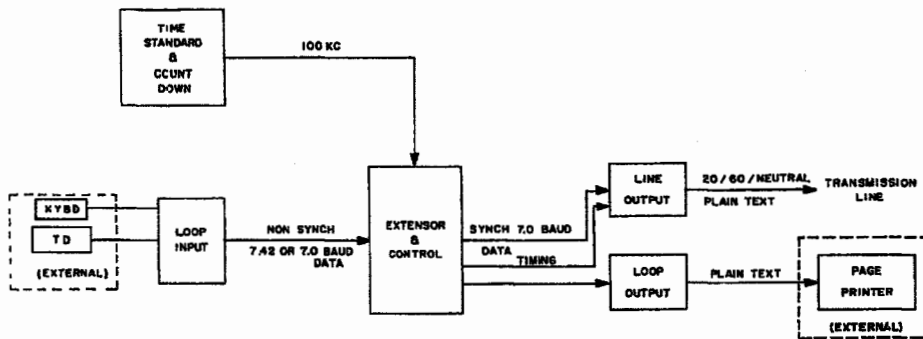 TIME
STANDARD
&
COUNT
DOWN
100 KC
KYBD
TD
(EXTERNAL)
LOOP
INPUT
NON SYNCH
7.42 OR 7.0 BAUD
DATA
EXTENSOR
&
CONTROL
SYNCH 7.0 BAUD
DATA
TIMING
LINE
OUTPUT
20/60/NEUTRAL
PLAIN TEXT
TRANSMISSION
LINE
LOOP
OUTPUT
PLAIN TEXT
PAGE
PRINTER
(EXTERNAL)